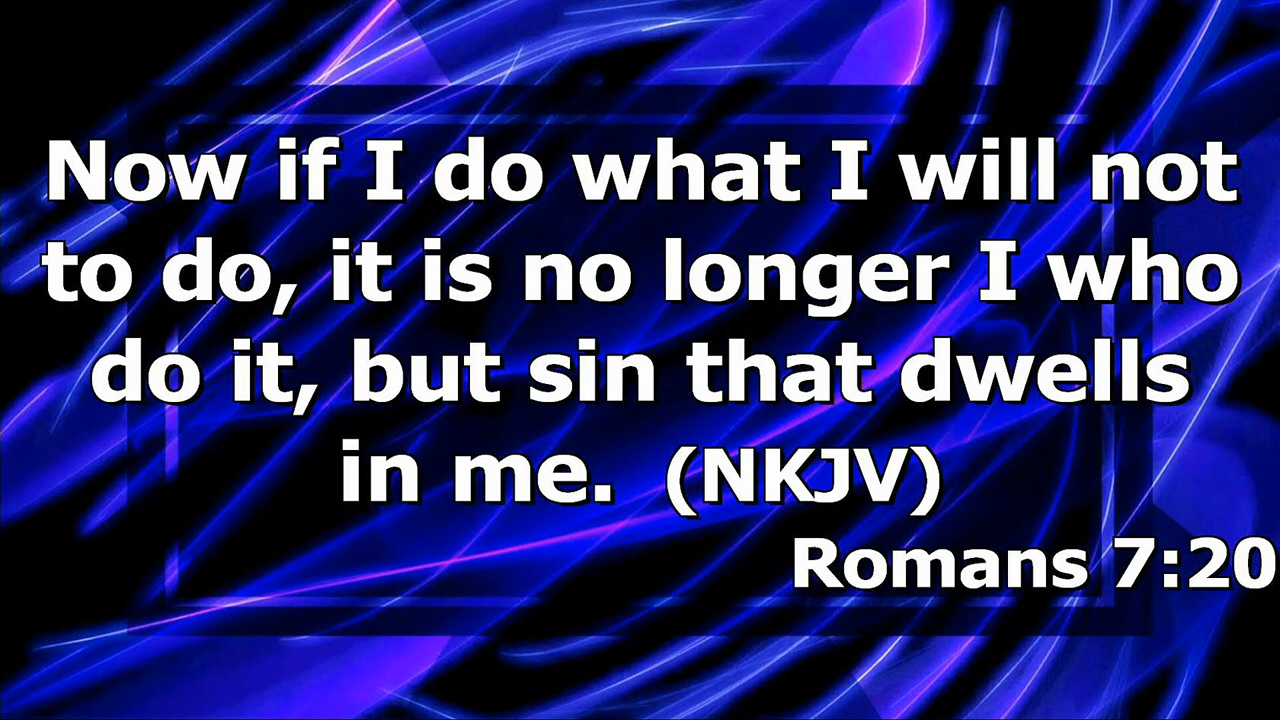 Now if I do what I will not
to do, it is no longer I who
do it, but sin that dwells
in me. (NKJV)
Romans 7:20